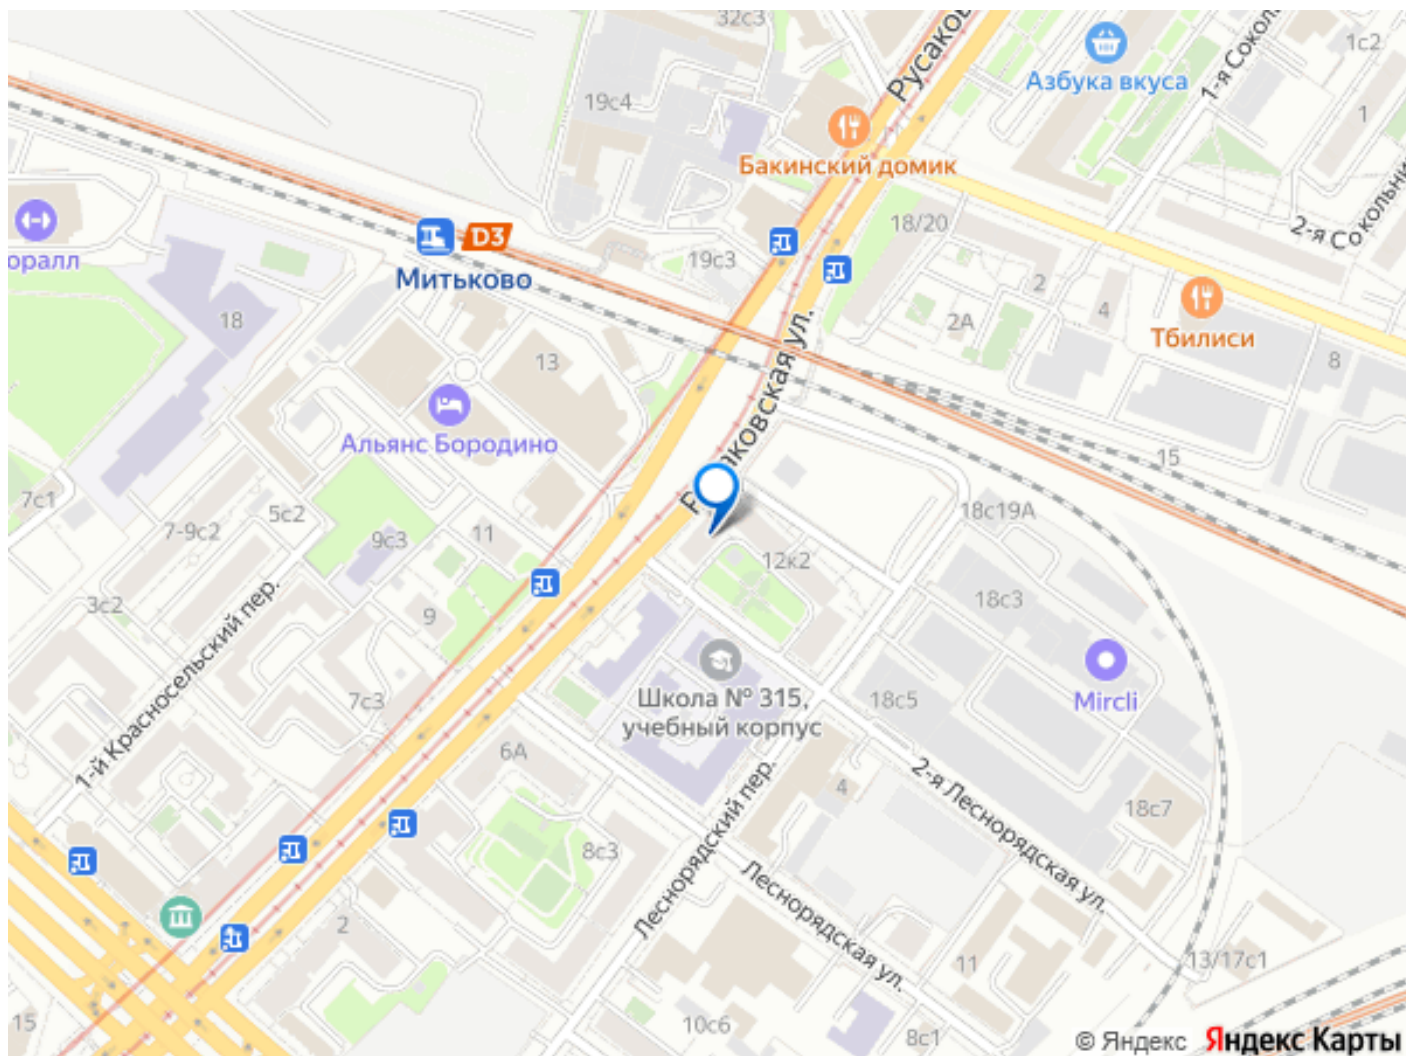 32с3
Русаков
Азбука вкуса
1-я Сокол
1с2
19с4
1
Бакинский домик
2-я Сокольни
18/20
D3
оралл
Митьково
19с3
2
4
2А
Тбилиси
18
13
8
Альянс Бородино
ковская ул.
15
7с1
5с2
7-9с2
9с3
11
18с19А
12к2
3с2
9
18с3
1-й Красносельский пер.
7с3
Школа № 315,
учебный корпус
18с5
Mircli
6А
4
2-я Леснорядская ул.
18с7
8с3
Леснорядский пер.
Леснорядская ул.
2
11
13/17с1
15
10с6
8с1
© Яндекс Яндекс Карты